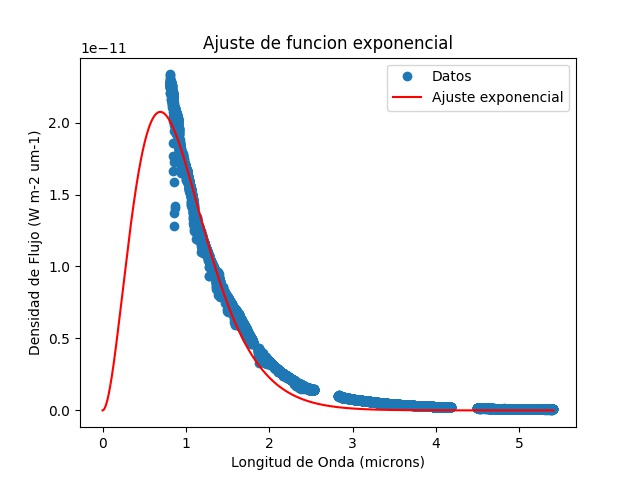 Ajuste de funcion exponencial
1e−11
Datos
Ajuste exponencial
2.0
1.5
1.0
0.5
0.0
Densidad de Flujo (W m-2 um-1)
0 1 2 3 4 5
Longitud de Onda (microns)